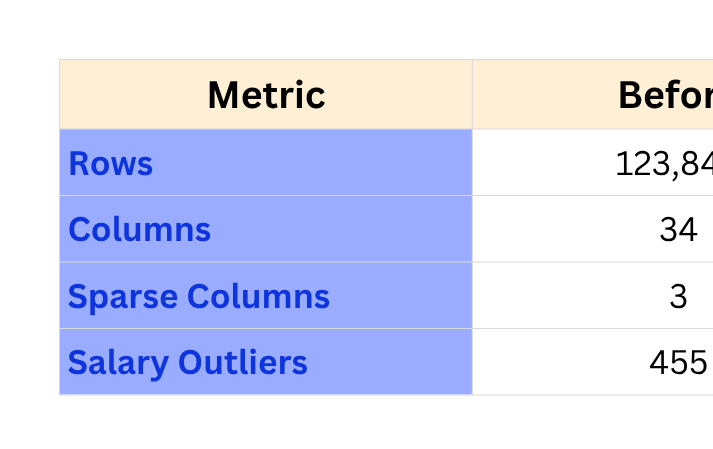 Metric Befor
Rows 123,84
Columns 34
Sparse Columns 3
Salary Outliers 455